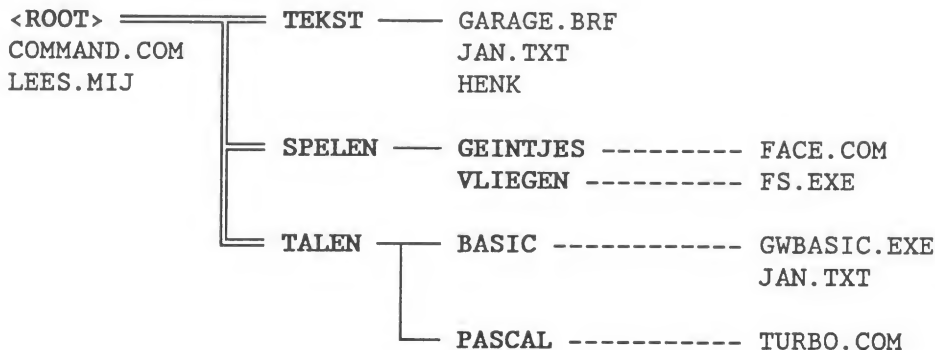 <ROOT> TEKST GARAGE.BRF
COMMAND.COM JAN.TXT
LEES.MIJ HENK
SPELEN GEINTJES ---------- FACE.COM
VLIEGEN ---------- FS.EXE
TALEN BASIC ------------ GWBASIC.EXE
JAN.TXT
PASCAL ----------- TURBO.COM